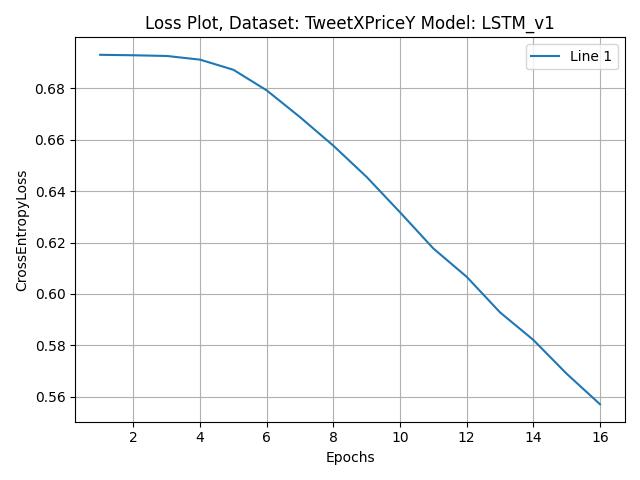 Loss Plot, Dataset: TweetXPriceY Model: LSTM_v1
Line 1
0.68
0.66
0.64
0.62
0.60
0.58
0.56
CrossEntropyLoss
2 4 6 8 10 12 14 16
Epochs